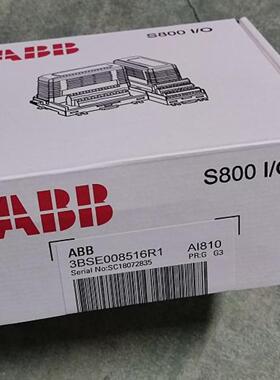 ABB
S800 I/O
ABB
S800 I/O
ABB
3BSE008516R1 AI810
Serial No:SC18072835 PR:G G3